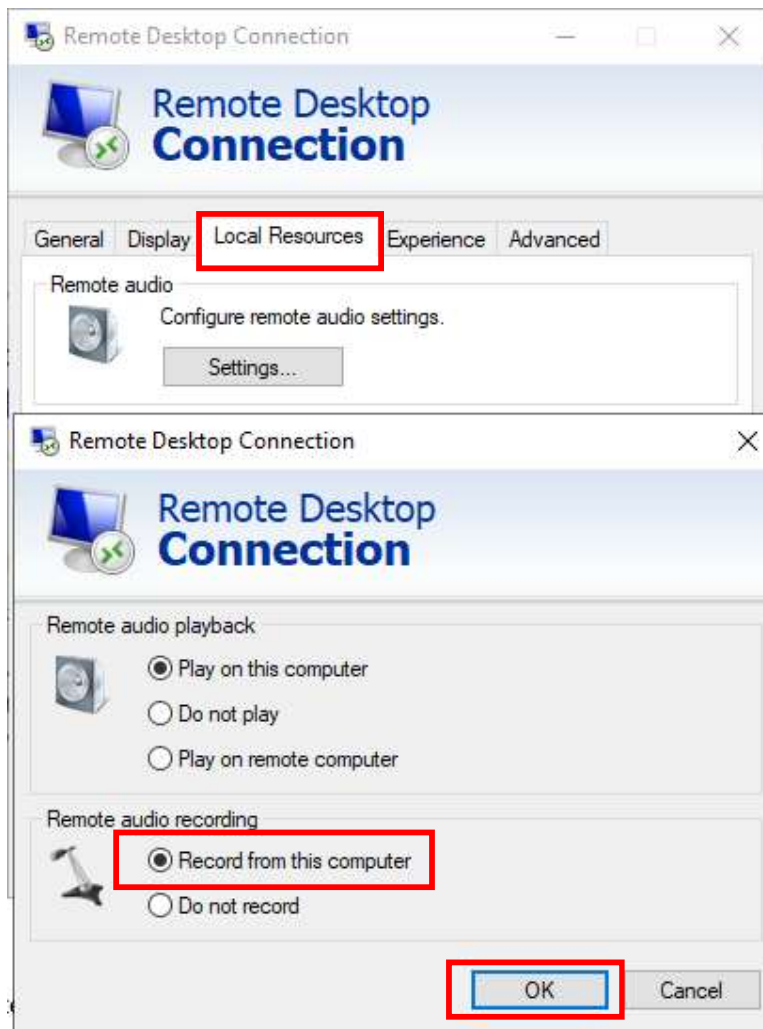 Remote Desktop Connection
Remote Desktop
Connection
General Display Local Resources Experience Advanced
Remote audio
Configure remote audio settings.
Settings...
Remote Desktop Connection
Remote Desktop
Connection
Remote audio playback
Play on this computer
Do not play
Play on remote computer
Remote audio recording
Record from this computer
Do not record
OK Cancel